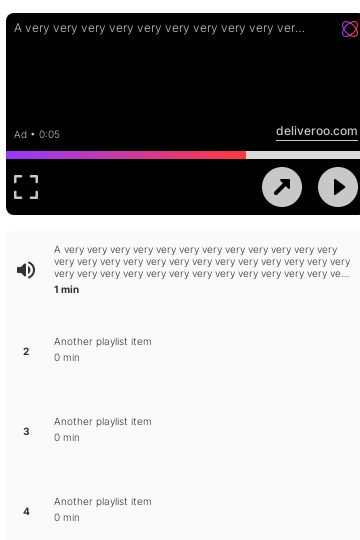 A very very very very very very very very ver...
Ad • 0:05
deliveroo.com
A very very very very very very very very very very very very
very very very very very very very very very very very very very
very very very very very very very very very very very very ve...
1 min
2
Another playlist item
0 min
3
Another playlist item
0 min
4
Another playlist item
0 min